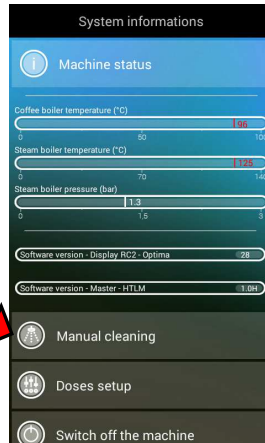 System informations
Machine status
Coffee boiler temperature (°C)
96
0 50 100
Steam boiler temperature (°C)
125
0 70 140
Steam boiler pressure (bar)
1.3
0 1,5 3
Software version - Display RC2 - Optima 28
Software version - Master - HTLM 1.0H
Manual cleaning
Doses setup
Switch off the machine